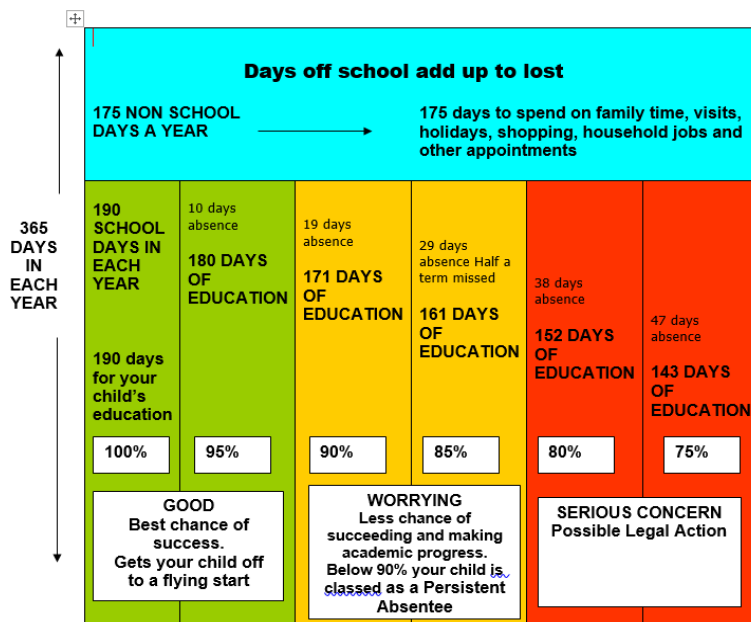 Days off school add up to lost
175 NON SCHOOL
DAYS A YEAR
175 days to spend on family time, visits,
holidays, shopping, household jobs and
other appointments
365
DAYS
IN
EACH
YEAR
190
SCHOOL
DAYS IN
EACH
YEAR
190 days
for your
child's
education
10 days
absence
180 DAYS
OF
EDUCATION
19 days
absence
171 DAYS
OF
EDUCATION
29 days
absence Half a
term missed
161 DAYS
OF
EDUCATION
38 days
absence
152 DAYS
OF
EDUCATION
47 days
absence
143 DAYS
OF
EDUCATION
100%
95%
90%
85%
80%
75%
GOOD
Best chance of
success.
Gets your child off
to a flying start
WORRYING
Less chance of
succeeding and making
academic progress.
Below 90% your child is
classed as a Persistent
Absentee
SERIOUS CONCERN
Possible Legal Action